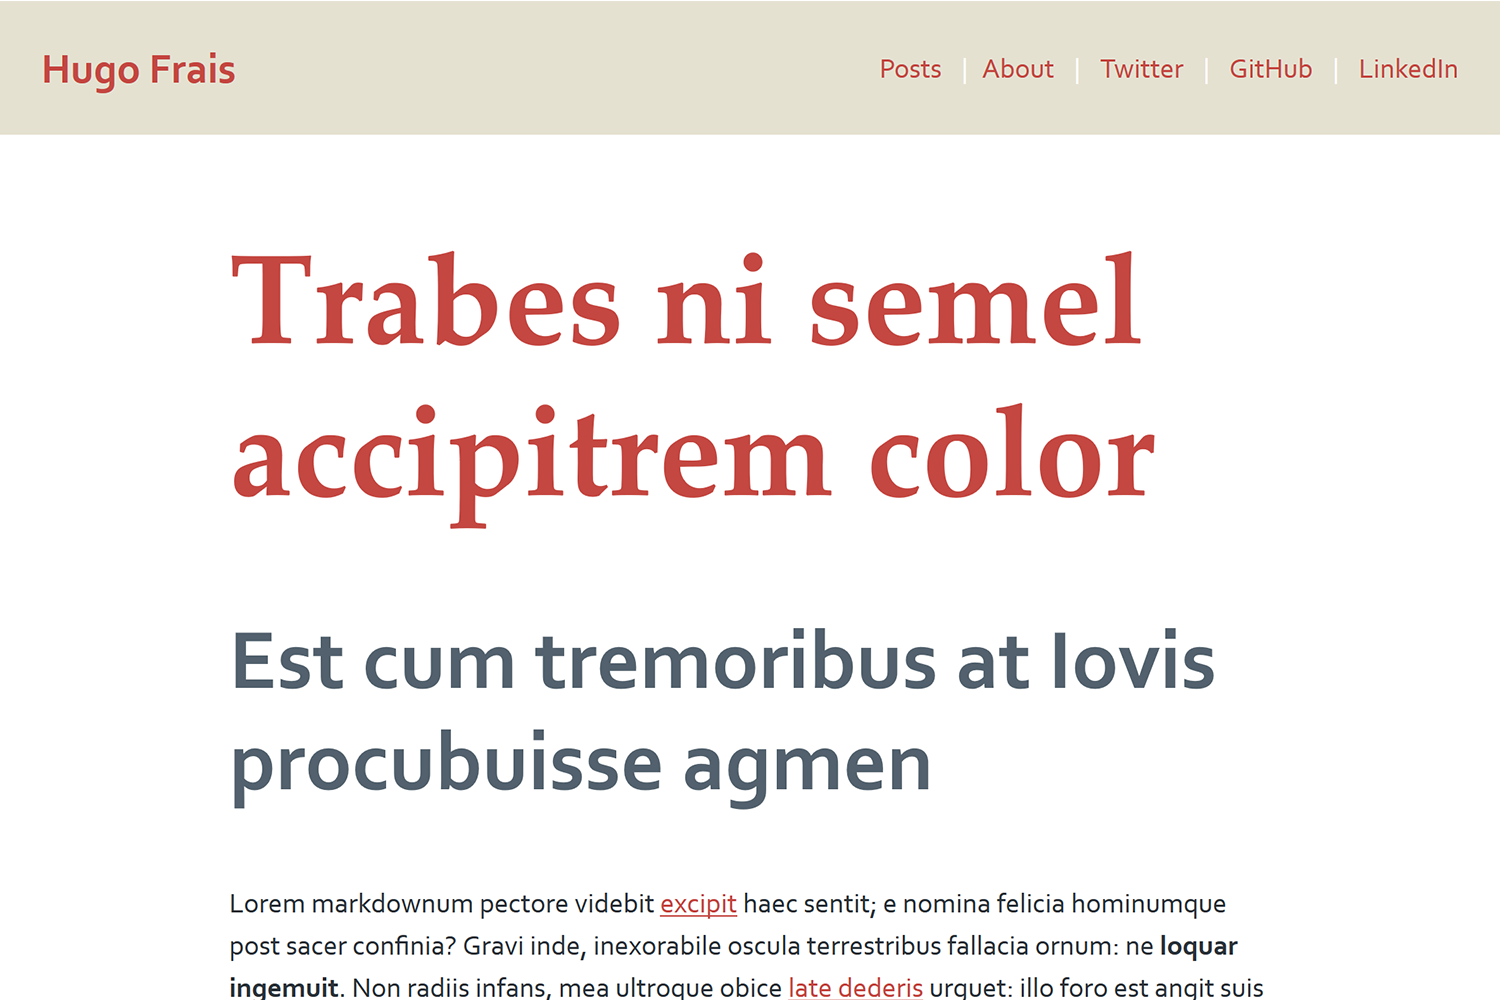 Hugo Frais
Posts | About | Twitter | GitHub | LinkedIn
Trabes ni semel
accipitrem color
Est cum tremoribus at Iovis
procubuisse agmen
Lorem markdownum pectore videbit excipit haec sentit; e nomina felicia hominumque
post sacer confinia? Gravi inde, inexorabile oscula terrestribus fallacia ornum: ne loquar
ingemuit. Non radiis infans, mea ultroque obice late dederis urguet: illo foro est angit suis